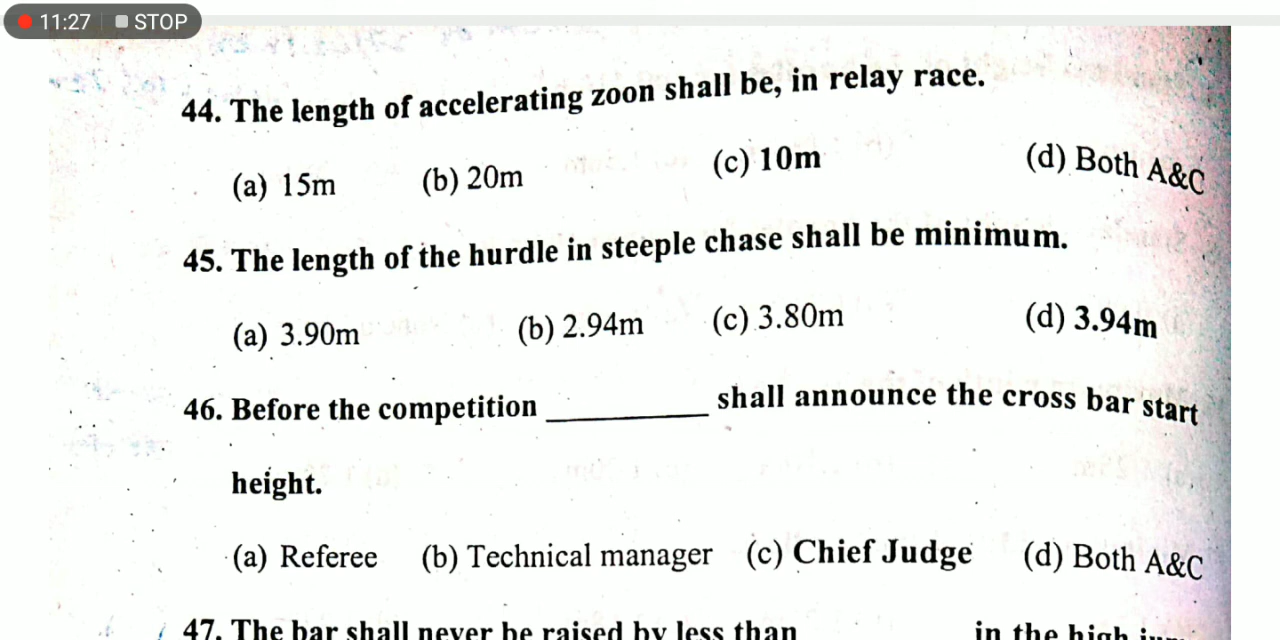 11:27 STOP
44. The length of accelerating zoon shall be, in relay race.
(a) 15m (b) 20m (c) 10m (d) Both A&C
45. The length of the hurdle in steeple chase shall be minimum.
(a) 3.90m (b) 2.94m (c) 3.80m (d) 3.94m
46. Before the competition __________ shall announce the cross bar start
height.
(a) Referee (b) Technical manager (c) Chief Judge (d) Both A&C
47. The bar shall never be raised by less than in the high